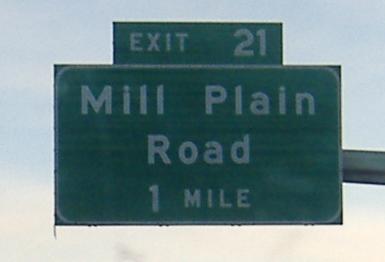 EXIT 21
Mill Plain
Road
1 MILE